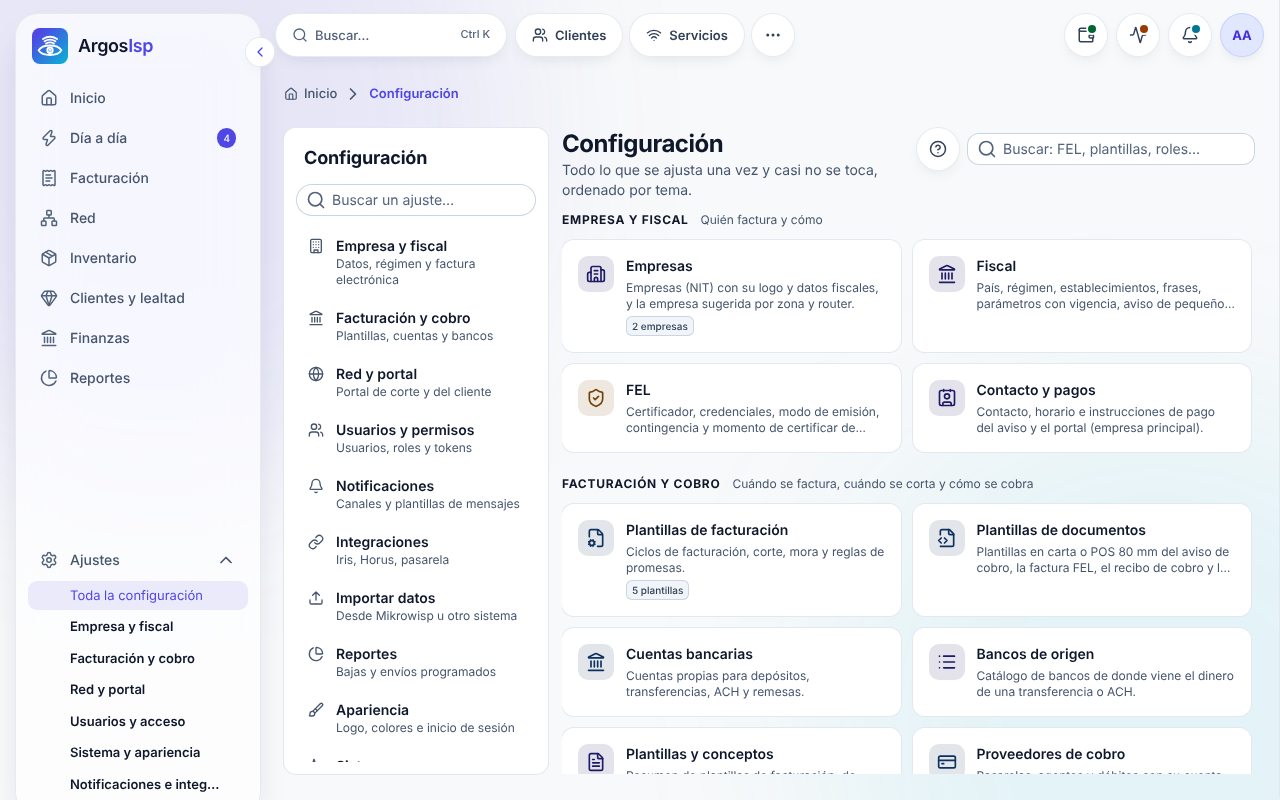 ArgosIsp
Inicio
Día a día
4
Facturación
Red
Inventario
Clientes y lealtad
Finanzas
Reportes
Ajustes
Toda la configuración
Empresa y fiscal
Facturación y cobro
Red y portal
Usuarios y acceso
Sistema y apariencia
Notificaciones e integ...
Buscar...
Ctrl K
Clientes
Servicios
AA
Inicio
Configuración
Configuración
Buscar un ajuste...
Empresa y fiscal
Datos, régimen y factura
electrónica
Facturación y cobro
Plantillas, cuentas y bancos
Red y portal
Portal de corte y del cliente
Usuarios y permisos
Usuarios, roles y tokens
Notificaciones
Canales y plantillas de mensajes
Integraciones
Iris, Horus, pasarela
Importar datos
Desde Mikrowisp u otro sistema
Reportes
Bajas y envíos programados
Apariencia
Logo, colores e inicio de sesión
Configuración
Todo lo que se ajusta una vez y casi no se toca,
ordenado por tema.
Buscar: FEL, plantillas, roles...
EMPRESA Y FISCAL Quién factura y cómo
Empresas
Empresas (NIT) con su logo y datos fiscales,
y la empresa sugerida por zona y router.
2 empresas
Fiscal
País, régimen, establecimientos, frases,
parámetros con vigencia, aviso de pequeño...
FEL
Certificador, credenciales, modo de emisión,
contingencia y momento de certificar de...
Contacto y pagos
Contacto, horario e instrucciones de pago
del aviso y el portal (empresa principal).
FACTURACIÓN Y COBRO Cuándo se factura, cuándo se corta y cómo se cobra
Plantillas de facturación
Ciclos de facturación, corte, mora y reglas de
promesas.
5 plantillas
Plantillas de documentos
Plantillas en carta o POS 80 mm del aviso de
cobro, la factura FEL, el recibo de cobro y l...
Cuentas bancarias
Cuentas propias para depósitos,
transferencias, ACH y remesas.
Bancos de origen
Catálogo de bancos de donde viene el dinero
de una transferencia o ACH.
Plantillas y conceptos
Proveedores de cobro